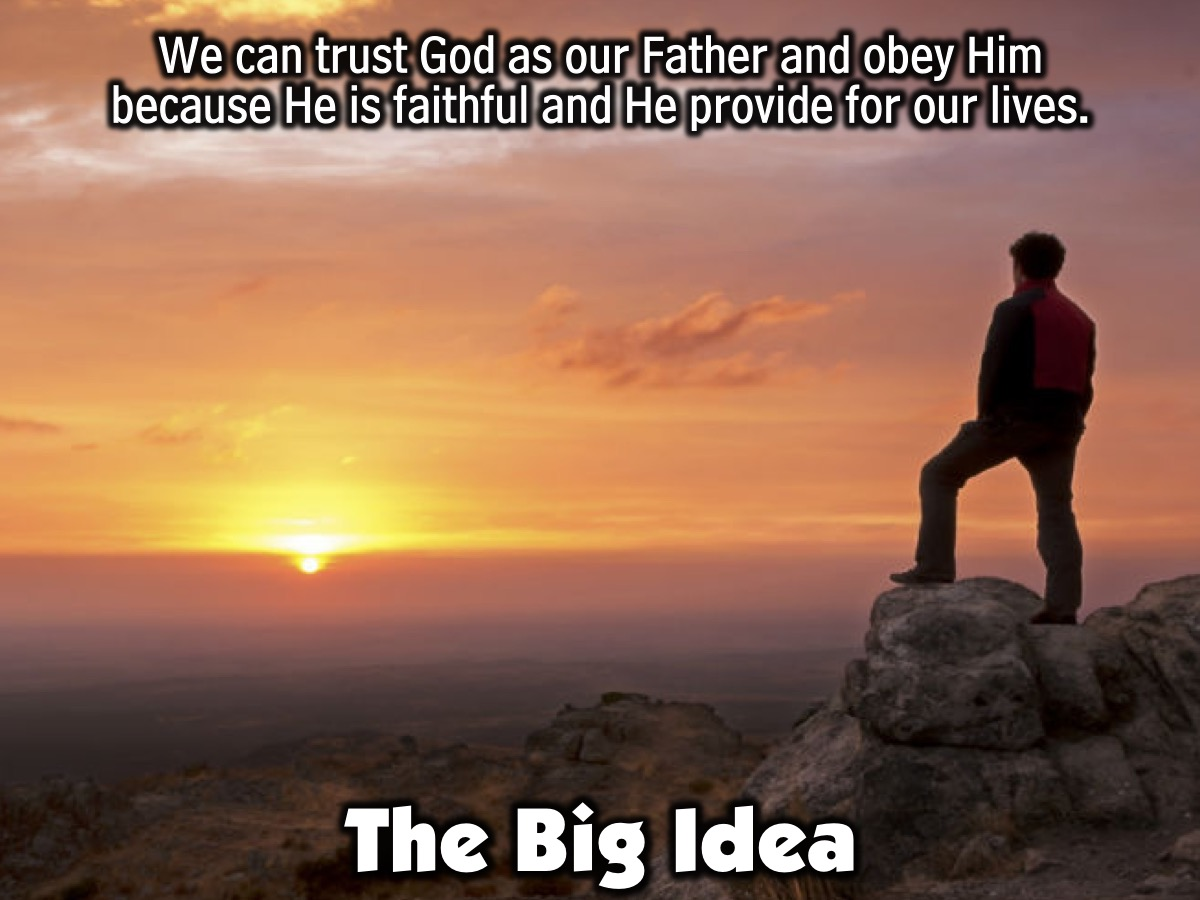 We can trust God as our Father and obey Him
because He is faithful and He provide for our lives.
The Big Idea